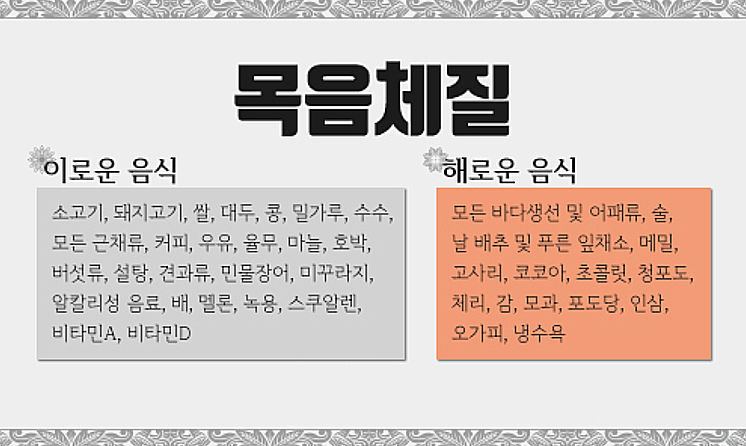 목음체질
이로운 음식
소고기, 돼지고기, 쌀, 대두, 콩, 밀가루, 수수,
모든 근채류, 커피, 우유, 율무, 마늘, 호박,
버섯류, 설탕, 견과류, 민물장어, 미꾸라지,
알칼리성 음료, 배, 멜론, 녹용, 스쿠알렌,
비타민A, 비타민D
해로운 음식
모든 바다생선 및 어패류, 술,
날 배추 및 푸른 잎채소, 메밀,
고사리, 코코아, 초콜릿, 청포도,
체리, 감, 모과, 포도당, 인삼,
오가피, 냉수욕